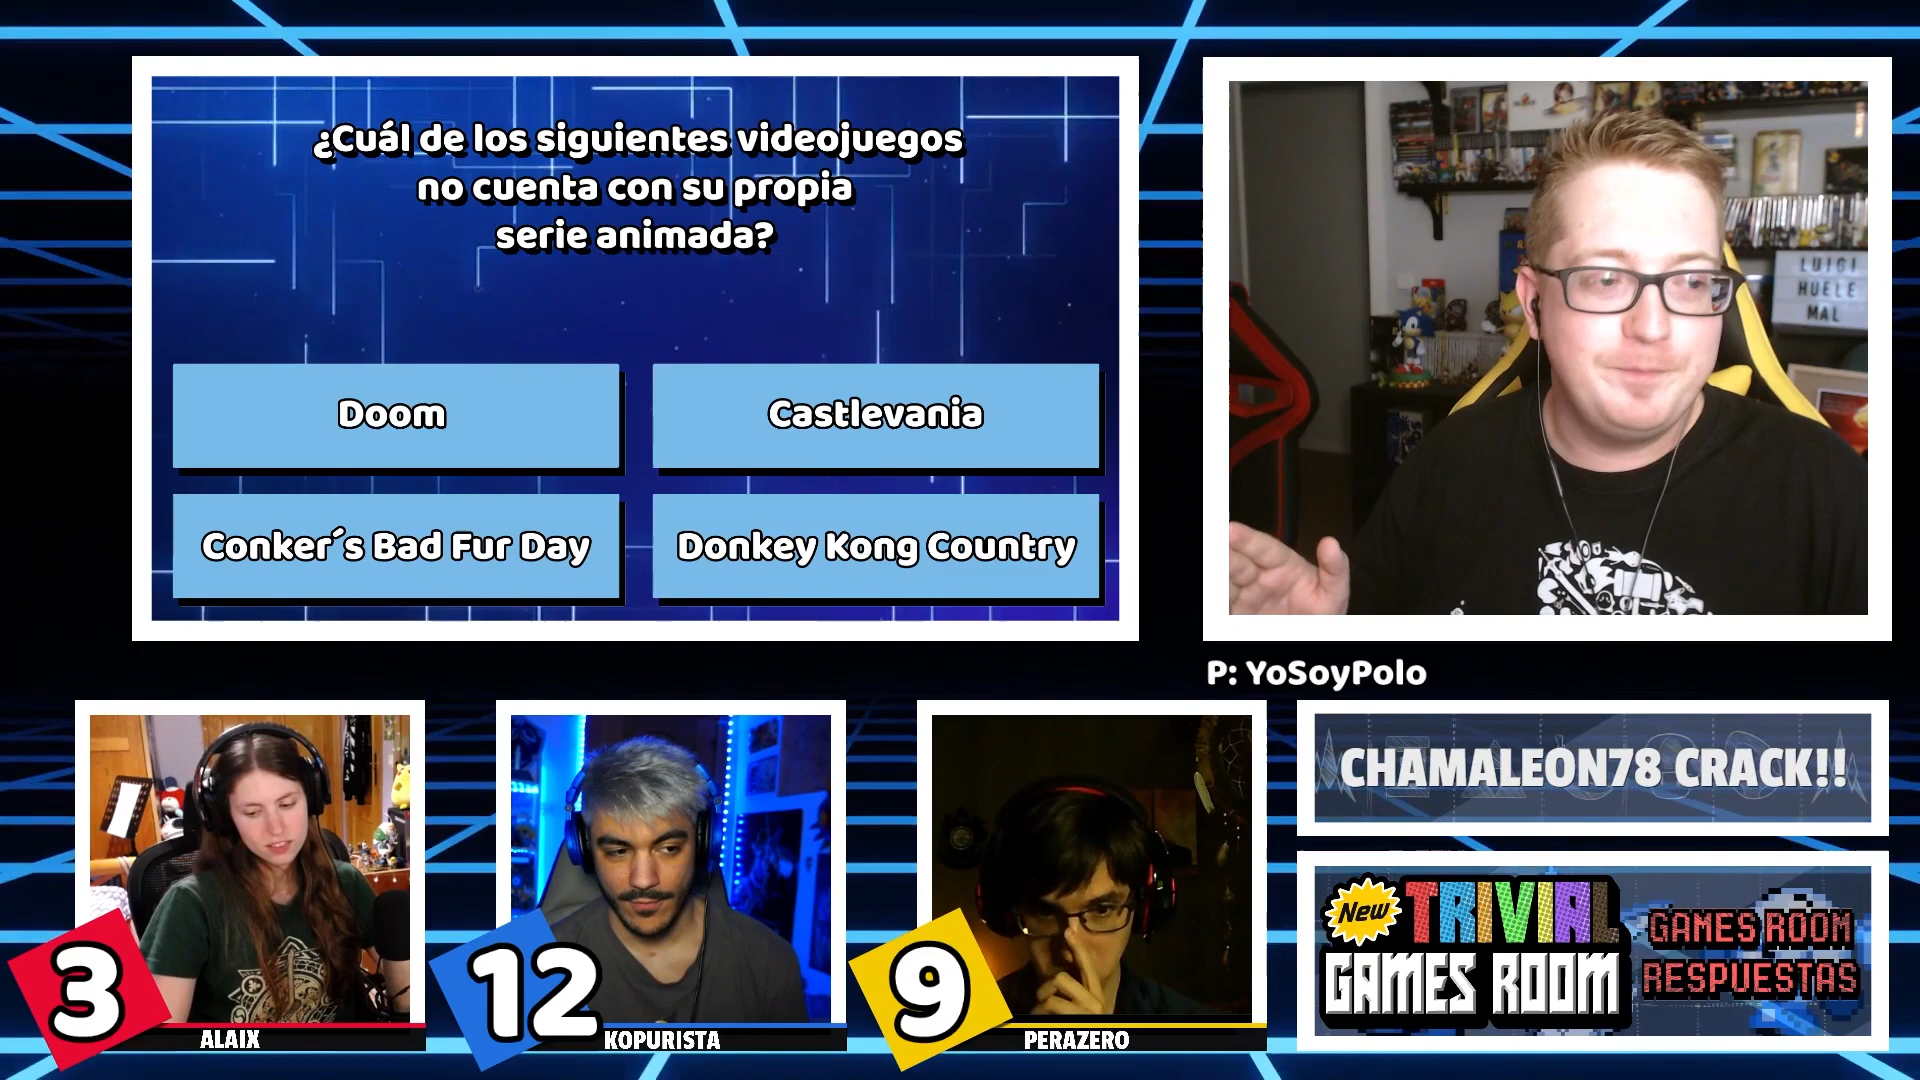 ¿Cuál de los siguientes videojuegos
no cuenta con su propia
serie animada?
Doom
Castlevania
Conker´s Bad Fur Day
Donkey Kong Country
LUIGI
HUELE
MAL
P: YoSoyPolo
CHAMALEON78 CRACK!!
New TRIVIAL
GAMES ROOM
GAMES ROOM
RESPUESTAS
3
ALAIX
12
KOPURISTA
9
PERAZERO